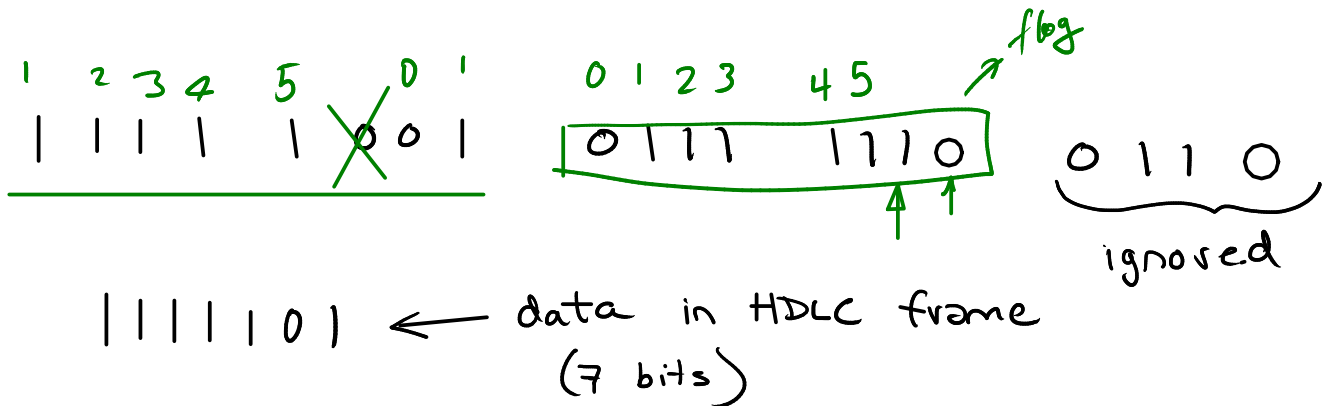 flag
1 2 3 4 5 0 1 0 1 2 3 4 5
1 1 1 1 1 0 0 1 0 1 1 1 1 1 1 0 0 1 1 0
ignored
1 1 1 1 1 0 1 ← data in HDLC frame
(7 bits)